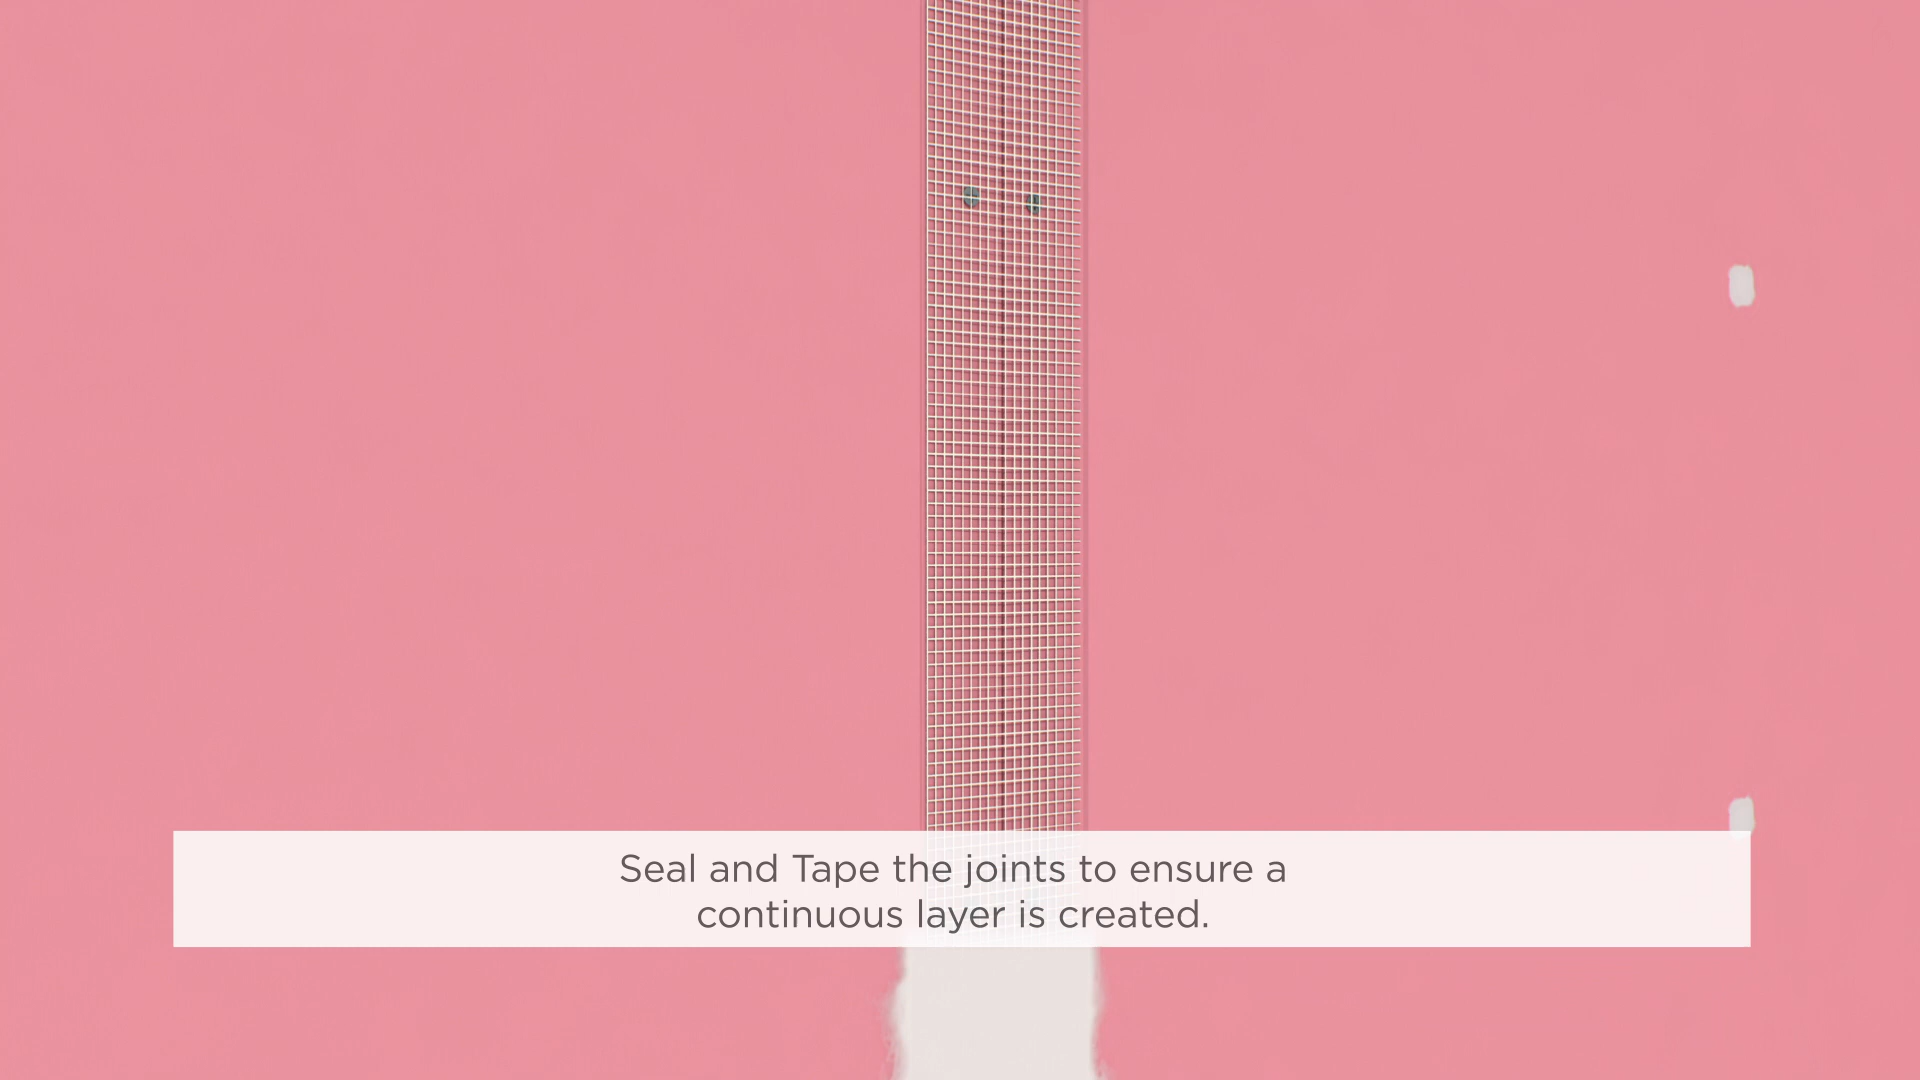 Seal and Tape the joints to ensure a
continuous layer is created.